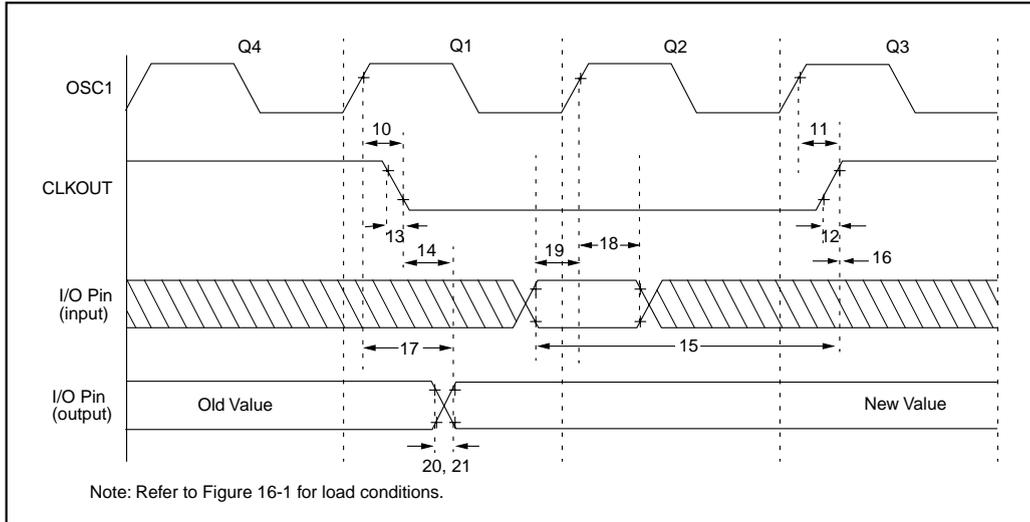 Q4 Q1 Q2 Q3
OSC1
10 11
CLKOUT
13 12
14 19 18 16
I/O Pin
(input)
17 15
I/O Pin
(output)
Old Value New Value
20, 21
Note: Refer to Figure 16-1 for load conditions.